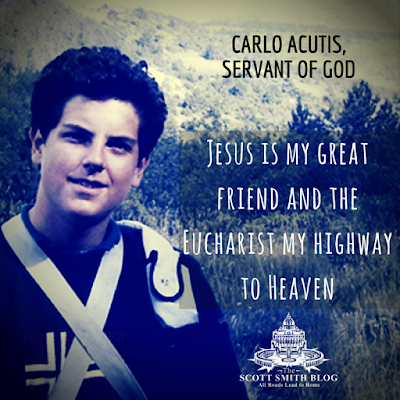 CARLO ACUTIS,
SERVANT OF GOD
JESUS IS MY GREAT
FRIEND AND THE
EUCHARIST MY HIGHWAY
TO HEAVEN
The
SCOTT SMITH BLOG
All Roads Lead to Rome